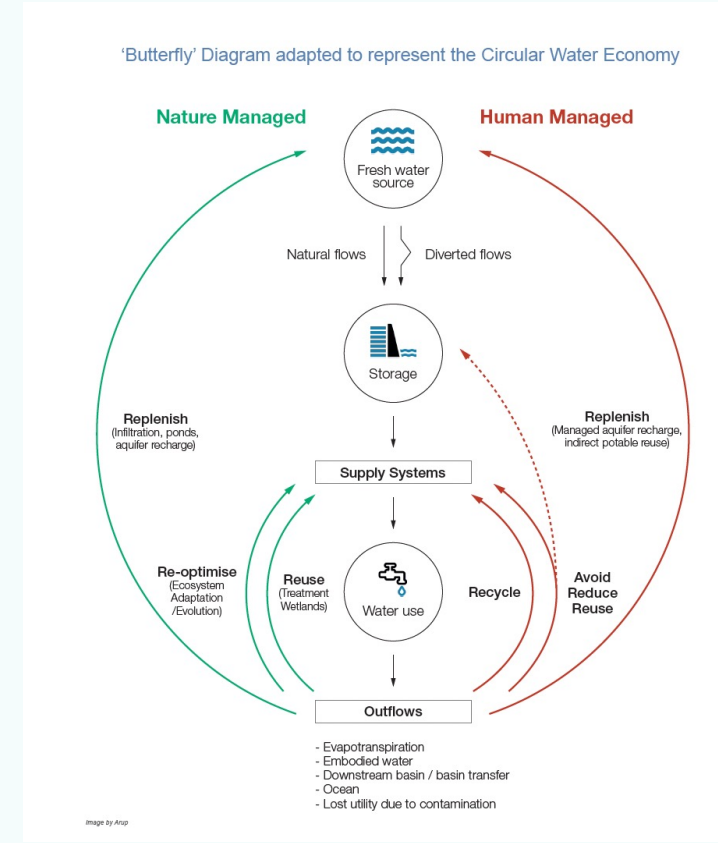 ‘Butterfly’ Diagram adapted to represent the Circular Water Economy
Nature Managed
Human Managed
Fresh water
source
Natural flows
Diverted flows
Storage
Replenish
(Infiltration, ponds,
aquifer recharge)
Replenish
(Managed aquifer recharge,
indirect potable reuse)
Supply Systems
Re-optimise
(Ecosystem
Adaptation
/Evolution)
Reuse
(Treatment
Wetlands)
Water use
Recycle
Avoid
Reduce
Reuse
Outflows
- Evapotranspiration
- Embodied water
- Downstream basin / basin transfer
- Ocean
- Lost utility due to contamination
Image by Arup